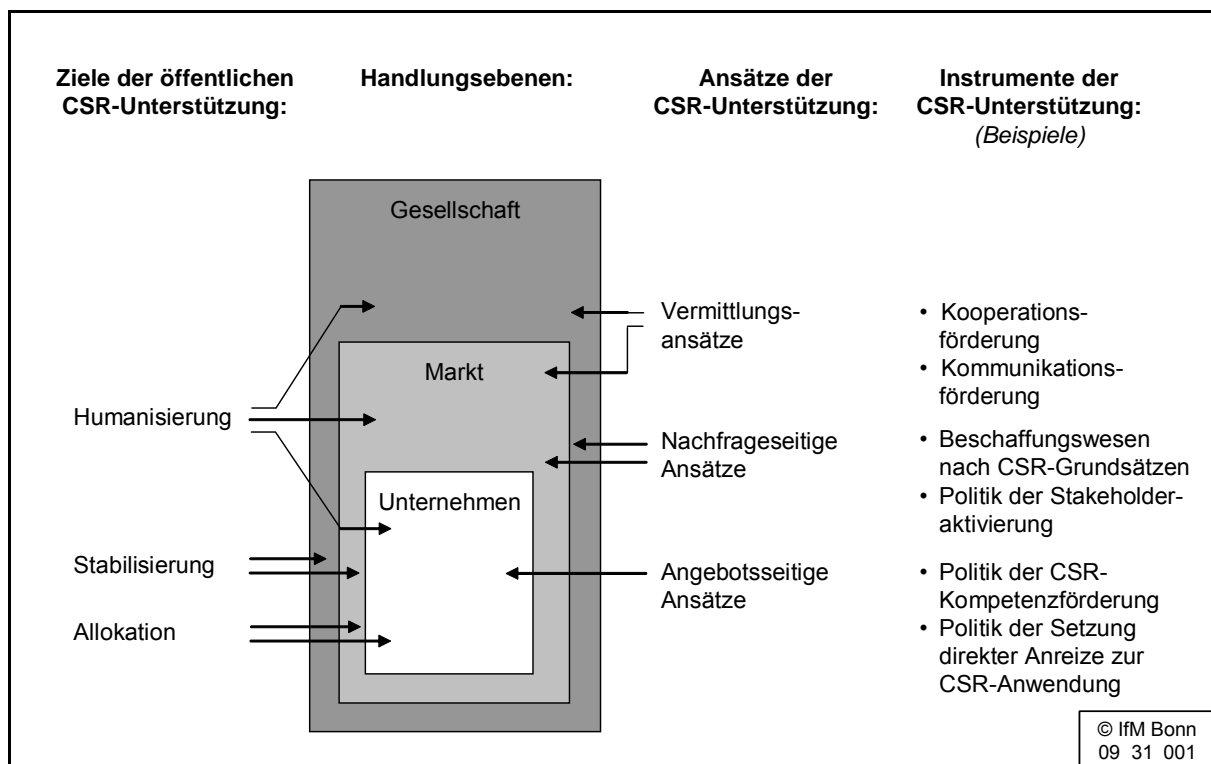 Ziele der öffentlichen
CSR-Unterstützung:
Handlungsebenen:
Ansätze der
CSR-Unterstützung:
Instrumente der
CSR-Unterstützung:
(Beispiele)
Gesellschaft
Markt
Unternehmen
Humanisierung
Stabilisierung
Allokation
Vermittlungs-
ansätze
Nachfrageseitige
Ansätze
Angebotsseitige
Ansätze
• Kooperations-
förderung
• Kommunikations-
förderung
• Beschaffungswesen
nach CSR-Grundsätzen
• Politik der Stakeholder-
aktivierung
• Politik der CSR-
Kompetenzförderung
• Politik der Setzung
direkter Anreize zur
CSR-Anwendung
© IfM Bonn
09 31 001